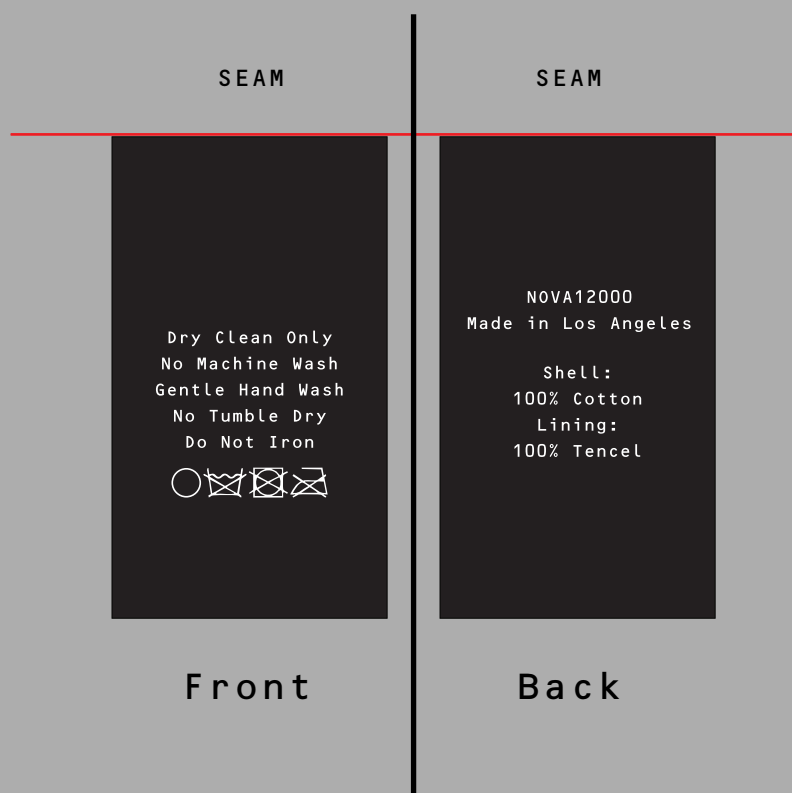 SEAM
Dry Clean Only
No Machine Wash
Gentle Hand Wash
No Tumble Dry
Do Not Iron
Front
SEAM
NOVA12000
Made in Los Angeles
Shell:
100% Cotton
Lining:
100% Tencel
Back